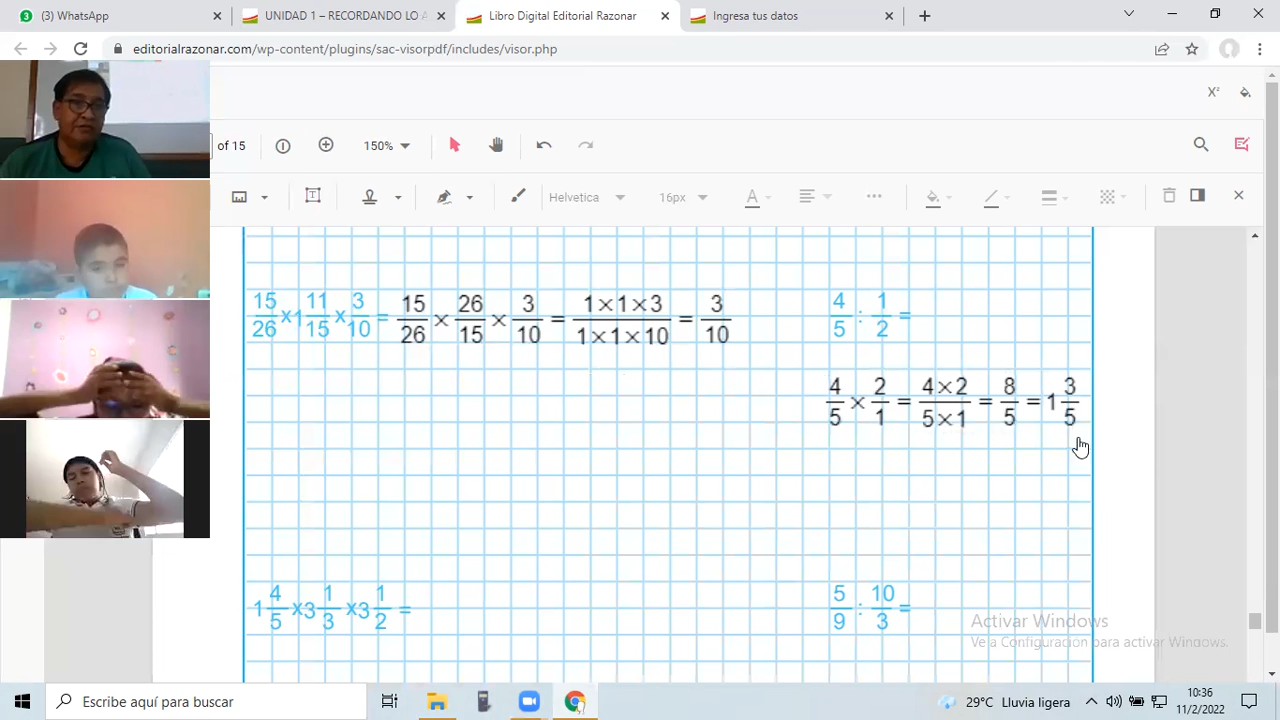 3
UNIDAD 1 – RECORDANDO LO A
Libro Digital Editorial Razonar
Ingresa tus datos
editorialrazonar.com/wp-content/plugins/sac-visorpdf/includes/visor.php
X²
of 15
150%
Helvetica
16px
A
15/26 x 1 11/15 x 3/10 = 15/26 × 26/15 × 3/10 = 1×1×3/1×1×10 = 3/10
4/5 : 1/2 =
4/5 × 2/1 = 4×2/5×1 = 8/5 = 1 3/5
1 4/5 x 3 1/3 x 3 1/2 =
5/9 : 10/3 =
Activar Windows
Ve a Configuración para activar Windows.
Escribe aquí para buscar
29°C Lluvia ligera
10:36
11/2/2022